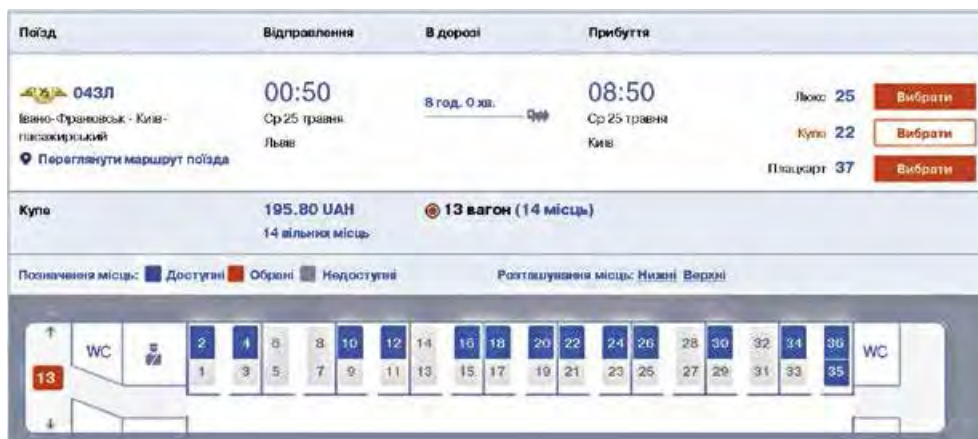 Поїзд Відправлення В дорозі Прибуття
043Л 00:50 8 год. 0 хв. 08:50 Люкс 25 Вибрати
Івано-Франковськ - Київ- Ср 25 травня Ср 25 травня Купе 22 Вибрати
пасажирський Львів Київ
Переглянути маршрут поїзда Плацкарт 37 Вибрати
Купе 195.80 UAH 13 вагон (14 місць)
14 вільних місць
Позначення місць: Доступні Обрані Недоступні Розташування місць: Нижні Верхні
WC 2 4 6 8 10 12 14 16 18 20 22 24 26 28 30 32 34 36 WC
13 1 3 5 7 9 11 13 15 17 19 21 23 25 27 29 31 33 35